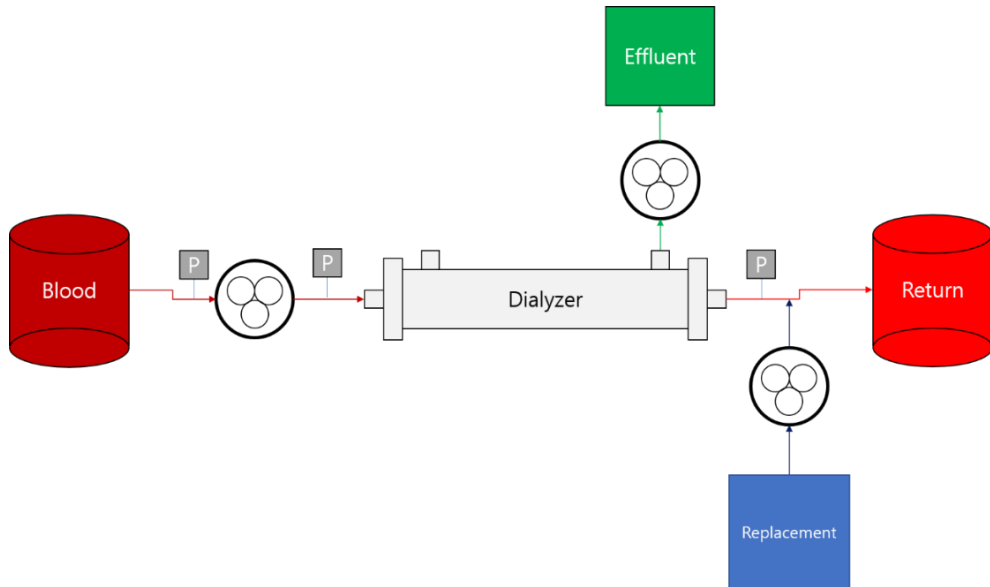 Effluent
P
P
Blood
Dialyzer
P
Return
Replacement